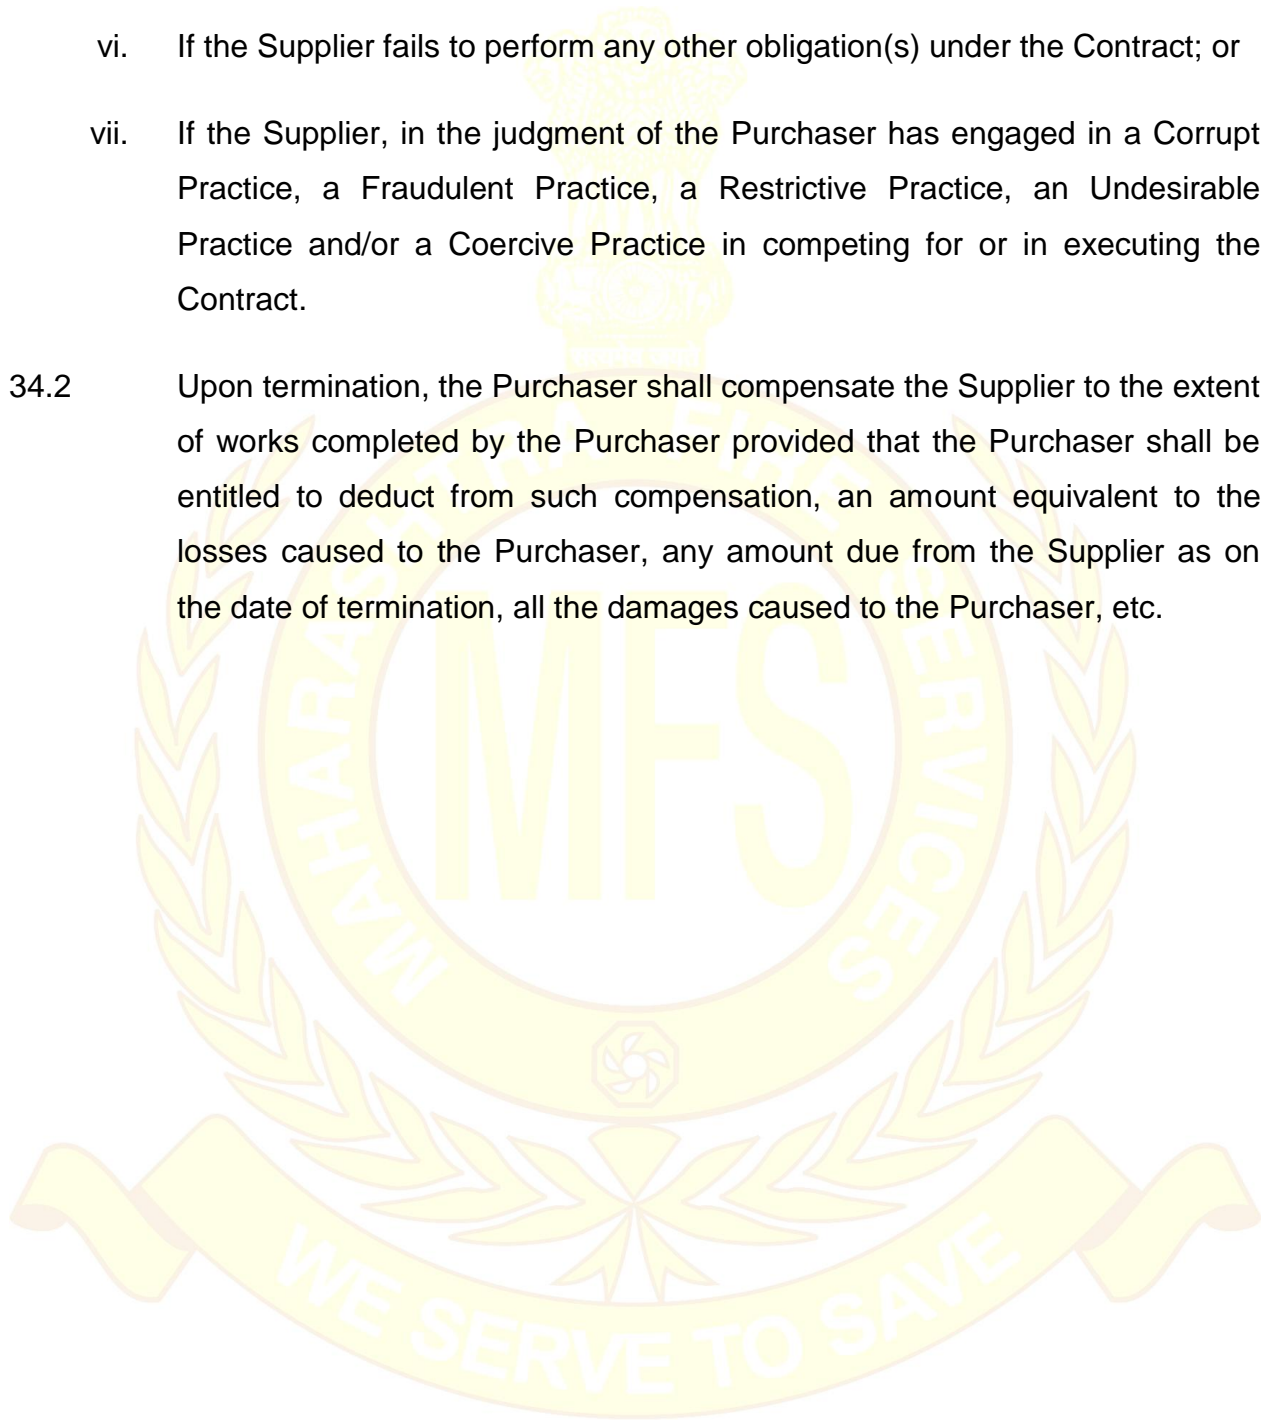 vi. If the Supplier fails to perform any other obligation(s) under the Contract; or
vii. If the Supplier, in the judgment of the Purchaser has engaged in a Corrupt
Practice, a Fraudulent Practice, a Restrictive Practice, an Undesirable
Practice and/or a Coercive Practice in competing for or in executing the
Contract.
सत्यमेव जयते
34.2 Upon termination, the Purchaser shall compensate the Supplier to the extent
of works completed by the Purchaser provided that the Purchaser shall be
entitled to deduct from such compensation, an amount equivalent to the
losses caused to the Purchaser, any amount due from the Supplier as on
the date of termination, all the damages caused to the Purchaser, etc.
MAHARASHTRA FIRE SERVICES
MFS
WE SERVE TO SAVE